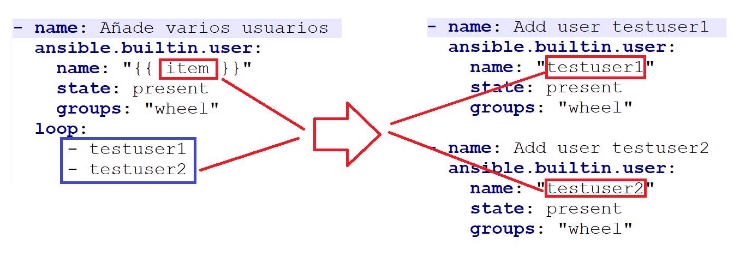 - name: Añade varios usuarios
  ansible.builtin.user:
    name: "{{ item }}"
    state: present
    groups: "wheel"
  loop:
    - testuser1
    - testuser2
- name: Add user testuser1
  ansible.builtin.user:
    name: "testuser1"
    state: present
    groups: "wheel"
- name: Add user testuser2
  ansible.builtin.user:
    name: "testuser2"
    state: present
    groups: "wheel"